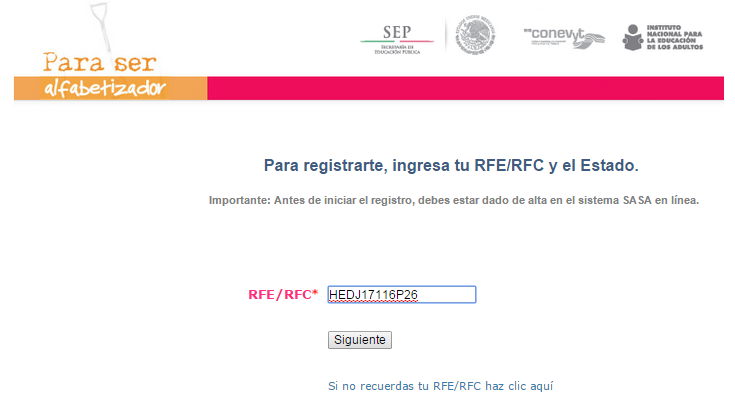 Para ser
alfabetizador
SEP
SECRETARÍA DE
EDUCACIÓN PÚBLICA
conevyt
INSTITUTO
NACIONAL PARA
LA EDUCACIÓN
DE LOS ADULTOS
Para registrarte, ingresa tu RFE/RFC y el Estado.
Importante: Antes de iniciar el registro, debes estar dado de alta en el sistema SASA en línea.
RFE/RFC* HEDJ17116P26
Siguiente
Si no recuerdas tu RFE/RFC haz clic aquí